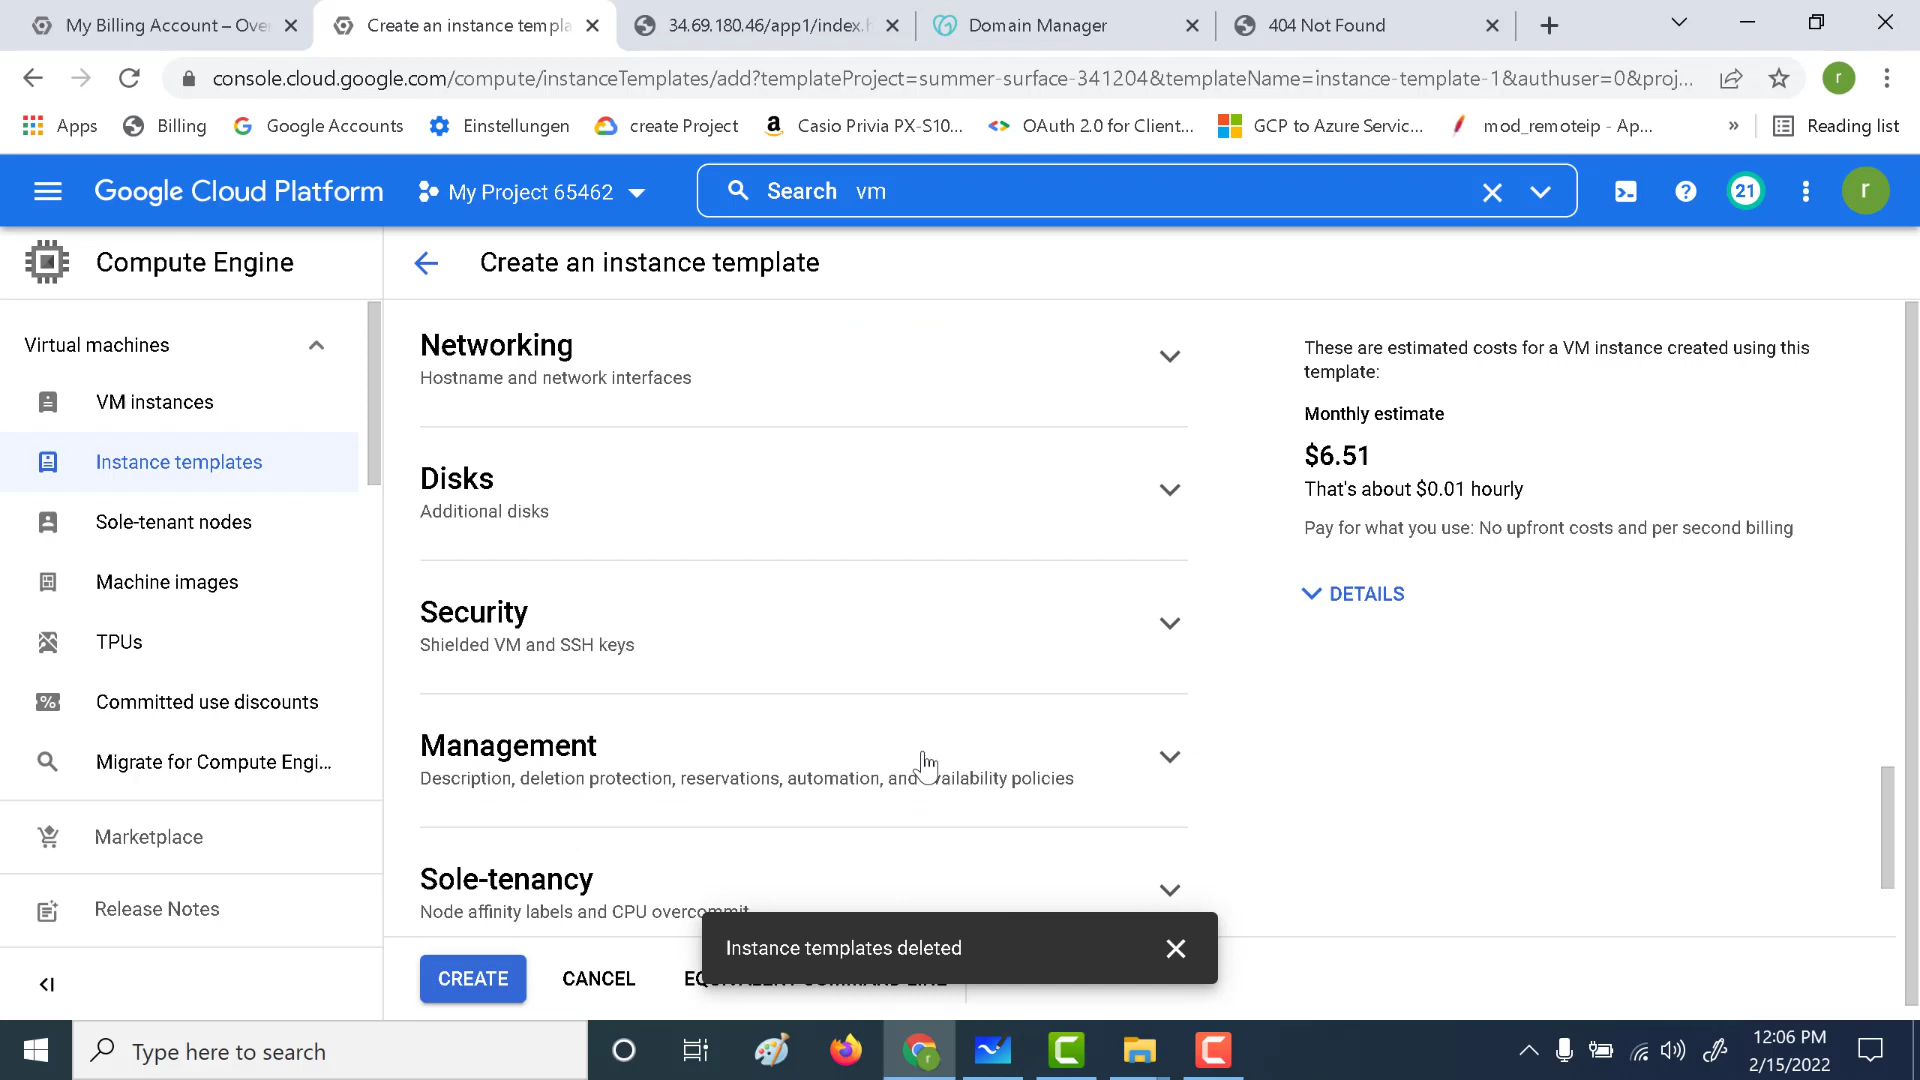 My Billing Account – Ove
Create an instance templa
34.69.180.46/app1/index.h
Domain Manager
404 Not Found
console.cloud.google.com/compute/instanceTemplates/add?templateProject=summer-surface-341204&templateName=instance-template-1&authuser=0&proj...
r
Apps
Billing
Google Accounts
Einstellungen
create Project
Casio Privia PX-S10...
OAuth 2.0 for Client...
GCP to Azure Servic...
mod_remoteip - Ap...
»
Reading list
Google Cloud Platform
My Project 65462
Search vm
21
r
Compute Engine
Create an instance template
Virtual machines
VM instances
Instance templates
Sole-tenant nodes
Machine images
TPUs
Committed use discounts
Migrate for Compute Engi...
Marketplace
Release Notes
Networking
Hostname and network interfaces
Disks
Additional disks
Security
Shielded VM and SSH keys
Management
Description, deletion protection, reservations, automation, and availability policies
Sole-tenancy
Node affinity labels and CPU overcommit
These are estimated costs for a VM instance created using this
template:
Monthly estimate
$6.51
That's about $0.01 hourly
Pay for what you use: No upfront costs and per second billing
DETAILS
Instance templates deleted
CREATE
CANCEL
EQUIVALENT COMMAND LINE
Type here to search
12:06 PM
2/15/2022